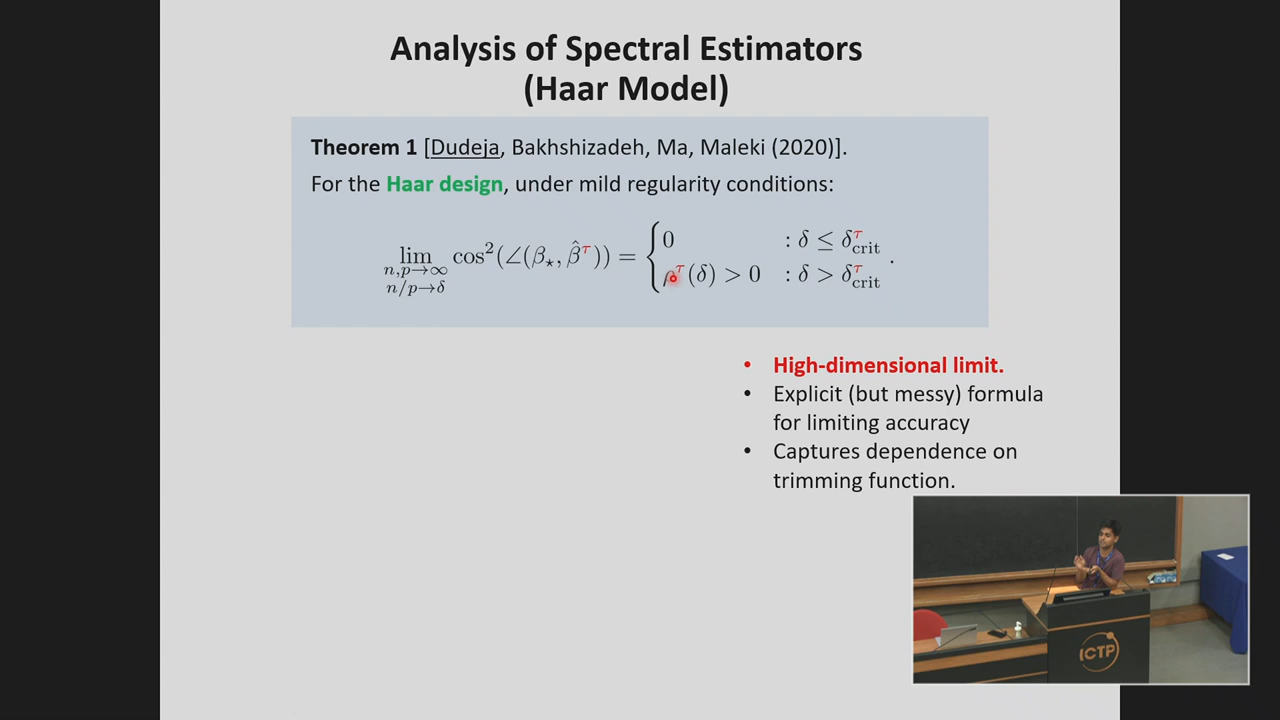 Analysis of Spectral Estimators
(Haar Model)
Theorem 1 [Dudeja, Bakhshizadeh, Ma, Maleki (2020)].
For the Haar design, under mild regularity conditions:
lim_{n,p→∞, n/p→δ} cos²(∠(β⋆, β̂^τ)) = { 0 : δ ≤ δ^τ_crit
ρ^τ(δ) > 0 : δ > δ^τ_crit .
• High-dimensional limit.
• Explicit (but messy) formula
for limiting accuracy
• Captures dependence on
trimming function.
ICTP